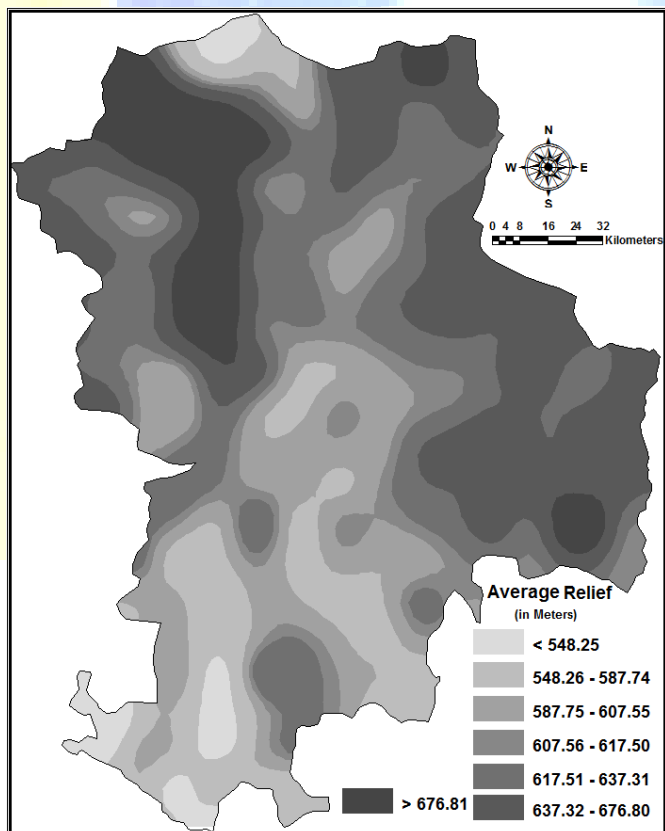 N
W E
S
0 4 8 16 24 32
Kilometers
Average Relief
(in Meters)
< 548.25
548.26 - 587.74
587.75 - 607.55
607.56 - 617.50
617.51 - 637.31
637.32 - 676.80
> 676.81